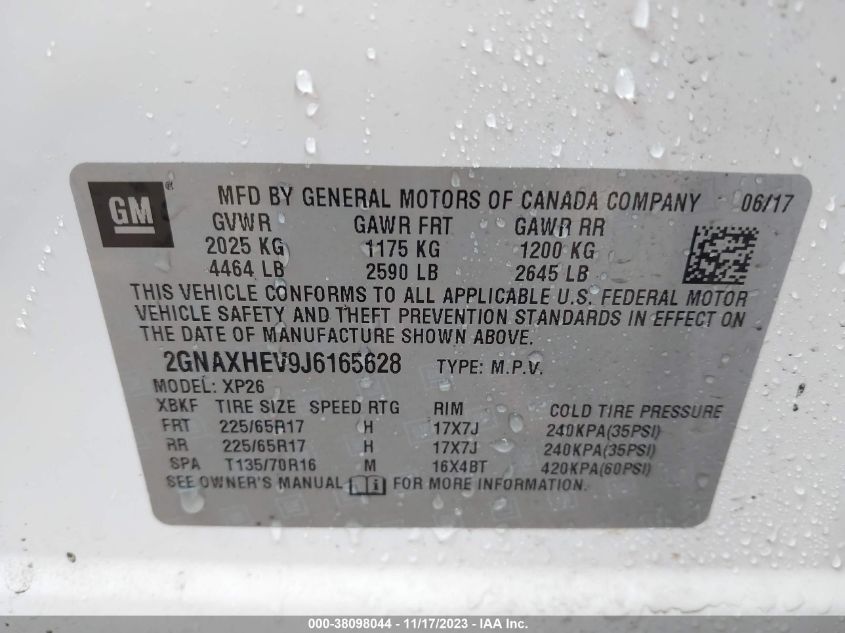 GM ® MFD BY GENERAL MOTORS OF CANADA COMPANY 06/17
GVWR GAWR FRT GAWR RR
2025 KG 1175 KG 1200 KG
4464 LB 2590 LB 2645 LB
THIS VEHICLE CONFORMS TO ALL APPLICABLE U.S. FEDERAL MOTOR
VEHICLE SAFETY AND THEFT PREVENTION STANDARDS IN EFFECT ON
THE DATE OF MANUFACTURE SHOWN ABOVE.
2GNAXHEV9J6165628 TYPE: M.P.V.
MODEL: XP26
XBKF TIRE SIZE SPEED RTG RIM COLD TIRE PRESSURE
FRT 225/65R17 H 17X7J 240KPA(35PSI)
RR 225/65R17 H 17X7J 240KPA(35PSI)
SPA T135/70R16 M 16X4BT 420KPA(60PSI)
SEE OWNER'S MANUAL FOR MORE INFORMATION.
000-38098044 - 11/17/2023 - IAA Inc.